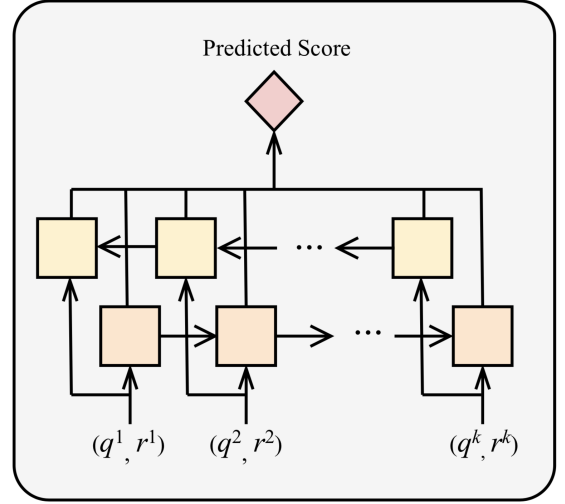 Predicted Score
...
...
(q¹, r¹) (q², r²) (qᵏ, rᵏ)